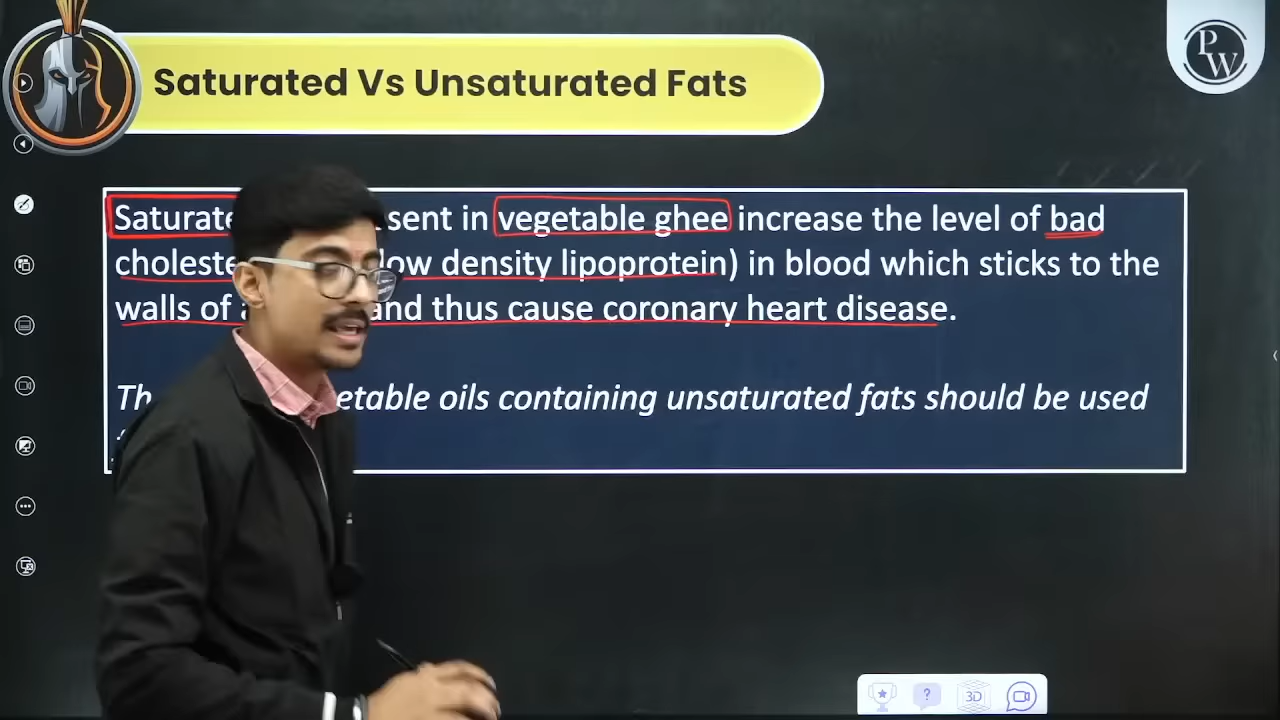 Saturated Vs Unsaturated Fats
PW
Saturate sent in vegetable ghee increase the level of bad
choleste low density lipoprotein) in blood which sticks to the
walls of and thus cause coronary heart disease.
Th etable oils containing unsaturated fats should be used
3D